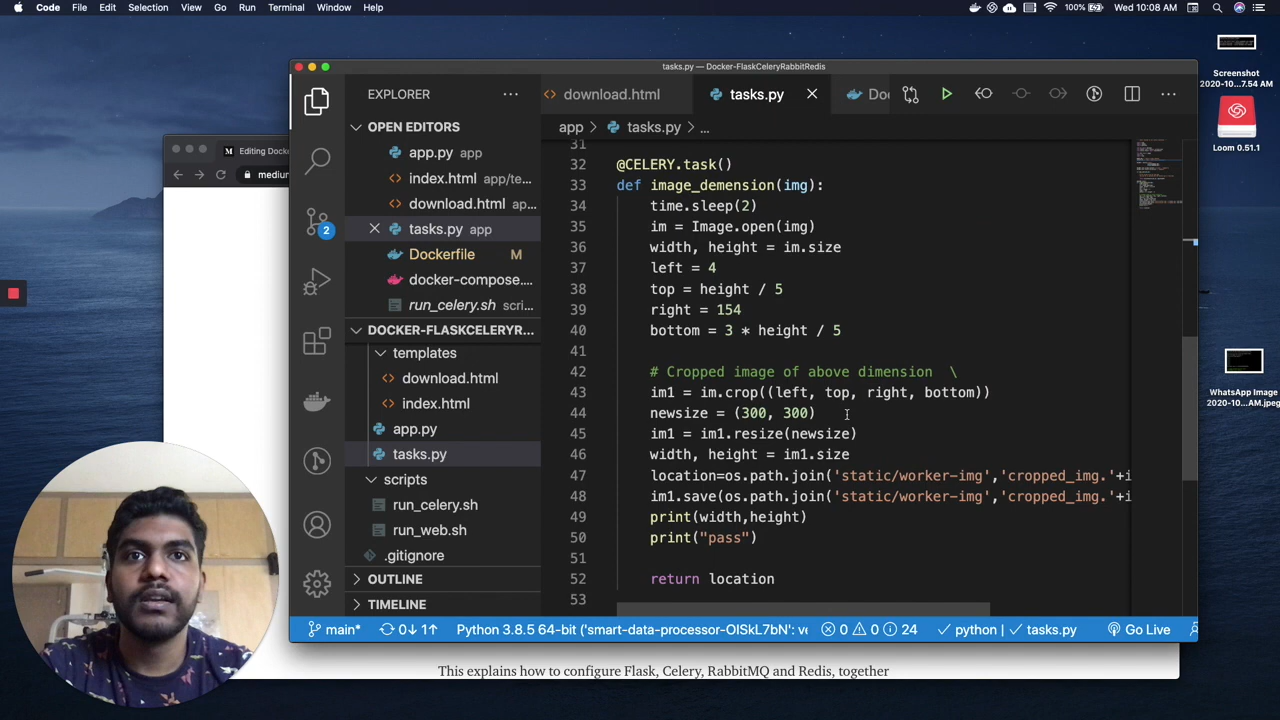 Code File Edit Selection View Go Run Terminal Window Help 100% Wed 10:08 AM
tasks.py — Docker-FlaskCeleryRabbitRedis
Screenshot
2020-10...7.54 AM
Loom 0.51.1
WhatsApp Image
2020-10...AM.jpeg
M Editing Docke
medium
EXPLORER
OPEN EDITORS
app.py app
index.html app/te...
download.html ap...
tasks.py app
Dockerfile M
docker-compose....
run_celery.sh scri...
DOCKER-FLASKCELERYR...
templates
download.html
index.html
app.py
tasks.py
scripts
run_celery.sh
run_web.sh
.gitignore
OUTLINE
TIMELINE
2
download.html tasks.py Doc
app > tasks.py > ...
31
32 @CELERY.task()
33 def image_demension(img):
34 time.sleep(2)
35 im = Image.open(img)
36 width, height = im.size
37 left = 4
38 top = height / 5
39 right = 154
40 bottom = 3 * height / 5
41
42 # Cropped image of above dimension \
43 im1 = im.crop((left, top, right, bottom))
44 newsize = (300, 300)
45 im1 = im1.resize(newsize)
46 width, height = im1.size
47 location=os.path.join('static/worker-img','cropped_img.'+i
48 im1.save(os.path.join('static/worker-img','cropped_img.'+i
49 print(width,height)
50 print("pass")
51
52 return location
53
main* 0↓ 1↑ Python 3.8.5 64-bit ('smart-data-processor-OISkL7bN': ve 0 0 24 python | tasks.py Go Live
This explains how to configure Flask, Celery, RabbitMQ and Redis, together